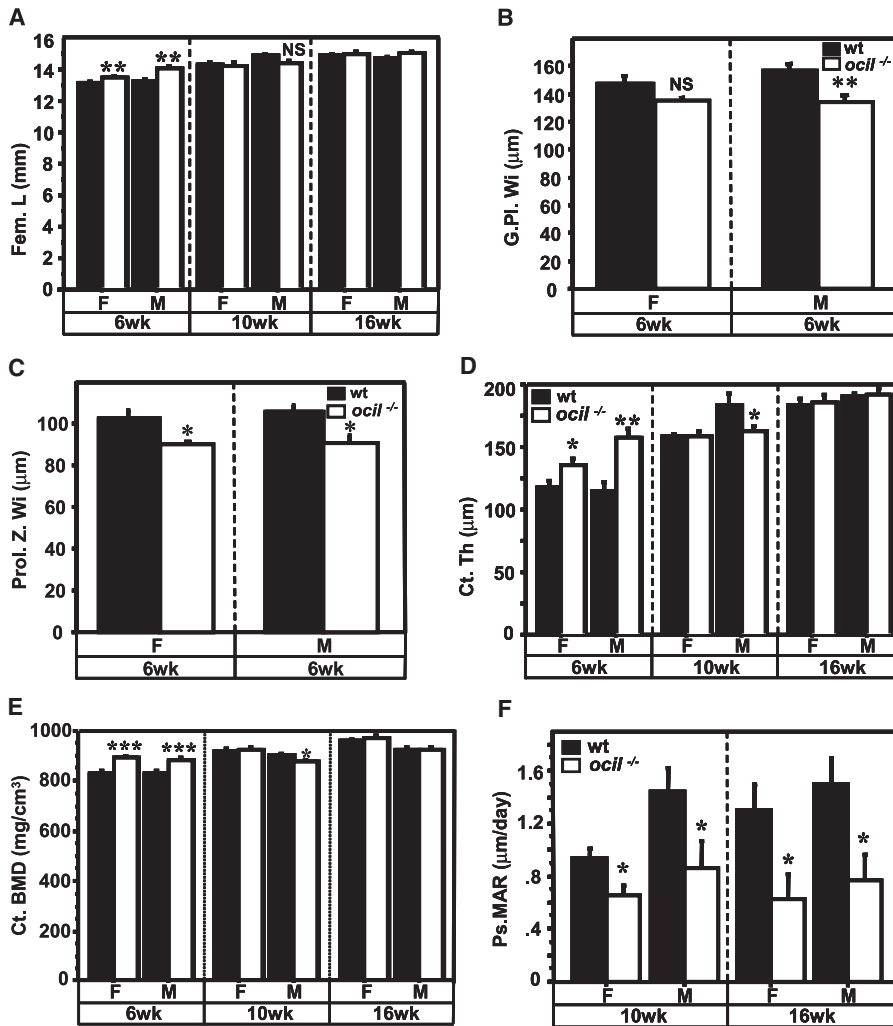 A
16
14
12
10
8
6
4
2
0
Fem. L (mm)
** ** NS
F M F M F M
6wk 10wk 16wk
B
160
140
120
100
80
60
40
20
0
G.Pl. Wi (μm)
wt
ocil -/-
NS **
F M
6wk 6wk
C
100
80
60
40
20
0
Prol. Z. Wi (μm)
wt
ocil -/-
* *
F M
6wk 6wk
D
200
150
100
50
0
Ct. Th (μm)
wt
ocil -/-
* ** *
F M F M F M
6wk 10wk 16wk
E
1000
800
600
400
200
0
Ct. BMD (mg/cm³)
*** *** *
F M F M F M
6wk 10wk 16wk
F
1.6
1.2
.8
.4
0
Ps.MAR (μm/day)
wt
ocil -/-
* * * *
F M F M
10wk 16wk